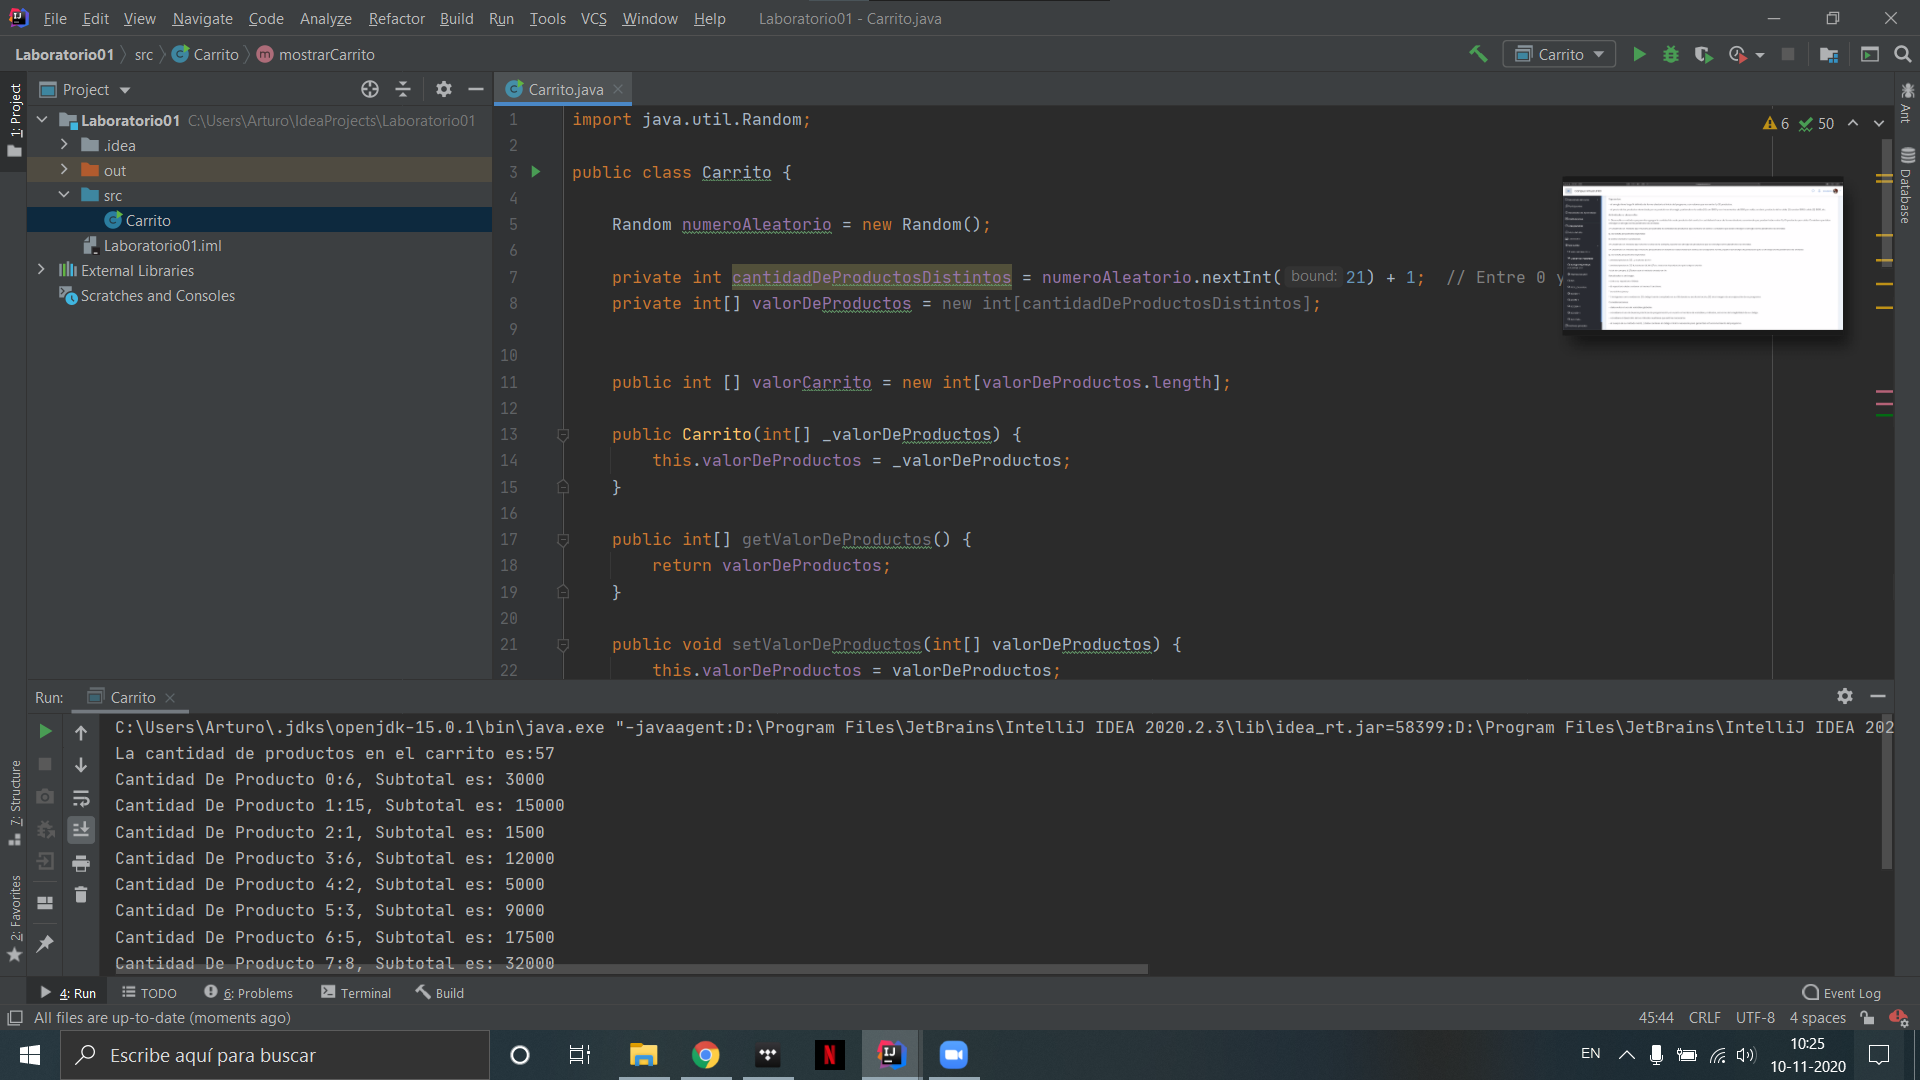 File Edit View Navigate Code Analyze Refactor Build Run Tools VCS Window Help Laboratorio01 - Carrito.java
Laboratorio01 src Carrito mostrarCarrito
Carrito
Project
Carrito.java
1: Project
Laboratorio01 C:\Users\Arturo\IdeaProjects\Laboratorio01
.idea
out
src
Carrito
Laboratorio01.iml
External Libraries
Scratches and Consoles
6 50
Ant
Database
1 import java.util.Random;
2
3 public class Carrito {
4
5 Random numeroAleatorio = new Random();
6
7 private int cantidadDeProductosDistintos = numeroAleatorio.nextInt( bound: 21) + 1; // Entre 0 y
8 private int[] valorDeProductos = new int[cantidadDeProductosDistintos];
9
10
11 public int [] valorCarrito = new int[valorDeProductos.length];
12
13 public Carrito(int[] _valorDeProductos) {
14 this.valorDeProductos = _valorDeProductos;
15 }
16
17 public int[] getValorDeProductos() {
18 return valorDeProductos;
19 }
20
21 public void setValorDeProductos(int[] valorDeProductos) {
22 this.valorDeProductos = valorDeProductos;
Run: Carrito
7: Structure
2: Favorites
C:\Users\Arturo\.jdks\openjdk-15.0.1\bin\java.exe "-javaagent:D:\Program Files\JetBrains\IntelliJ IDEA 2020.2.3\lib\idea_rt.jar=58399:D:\Program Files\JetBrains\IntelliJ IDEA 202
La cantidad de productos en el carrito es:57
Cantidad De Producto 0:6, Subtotal es: 3000
Cantidad De Producto 1:15, Subtotal es: 15000
Cantidad De Producto 2:1, Subtotal es: 1500
Cantidad De Producto 3:6, Subtotal es: 12000
Cantidad De Producto 4:2, Subtotal es: 5000
Cantidad De Producto 5:3, Subtotal es: 9000
Cantidad De Producto 6:5, Subtotal es: 17500
Cantidad De Producto 7:8, Subtotal es: 32000
4: Run TODO 6: Problems Terminal Build Event Log
All files are up-to-date (moments ago) 45:44 CRLF UTF-8 4 spaces
Escribe aquí para buscar
EN
10:25
10-11-2020